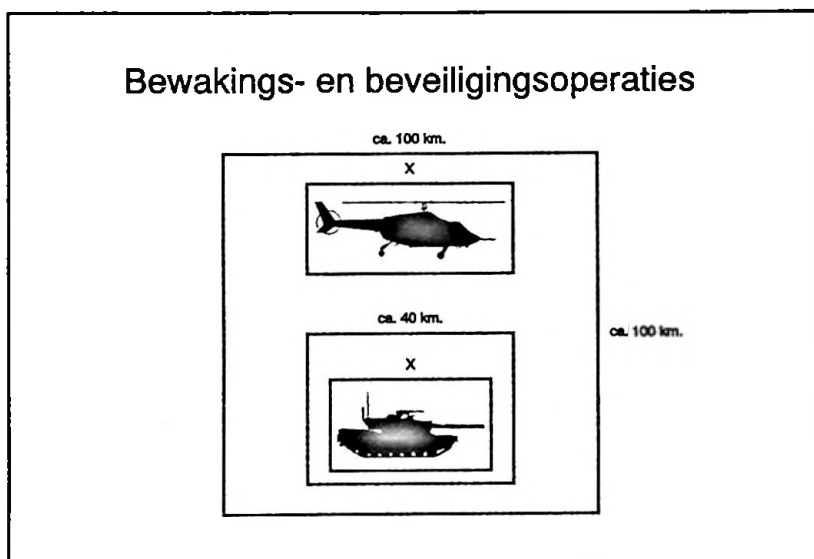 Bewakings- en beveiligingsoperaties
ca. 100 km.
X
ca. 40 km.
ca. 100 km.
X